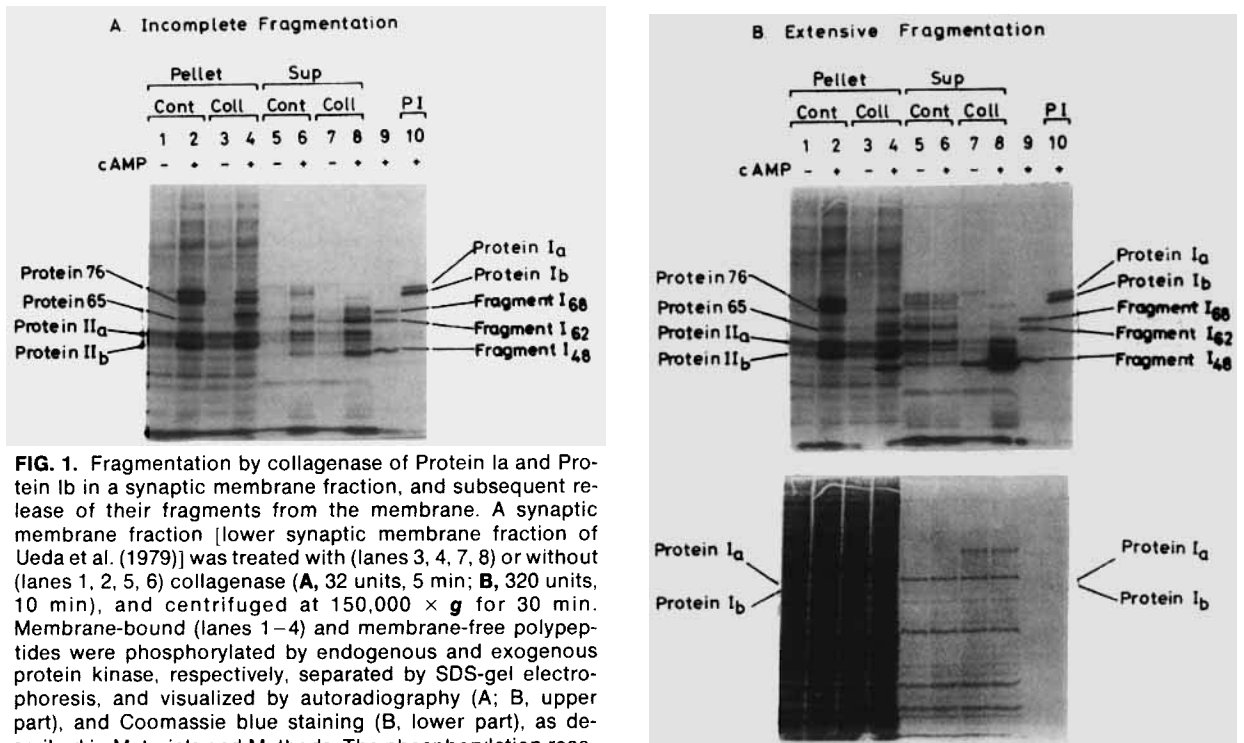 A. Incomplete Fragmentation
Pellet Sup
Cont Coll Cont Coll P I
1 2 3 4 5 6 7 8 9 10
cAMP - + - + - + - + + +
Protein 76
Protein 65
Protein IIa
Protein IIb
Protein Ia
Protein Ib
Fragment I68
Fragment I62
Fragment I48
FIG. 1. Fragmentation by collagenase of Protein Ia and Pro-
tein Ib in a synaptic membrane fraction, and subsequent re-
lease of their fragments from the membrane. A synaptic
membrane fraction [lower synaptic membrane fraction of
Ueda et al. (1979)] was treated with (lanes 3, 4, 7, 8) or without
(lanes 1, 2, 5, 6) collagenase (A, 32 units, 5 min; B, 320 units,
10 min), and centrifuged at 150,000 × g for 30 min.
Membrane-bound (lanes 1–4) and membrane-free polypep-
tides were phosphorylated by endogenous and exogenous
protein kinase, respectively, separated by SDS-gel electro-
phoresis, and visualized by autoradiography (A; B, upper
part), and Coomassie blue staining (B, lower part), as de-
B. Extensive Fragmentation
Pellet Sup
Cont Coll Cont Coll P I
1 2 3 4 5 6 7 8 9 10
cAMP - + - + - + - + + +
Protein 76
Protein 65
Protein IIa
Protein IIb
Protein Ia
Protein Ib
Fragment I68
Fragment I62
Fragment I48
Protein Ia
Protein Ib
Protein Ia
Protein Ib